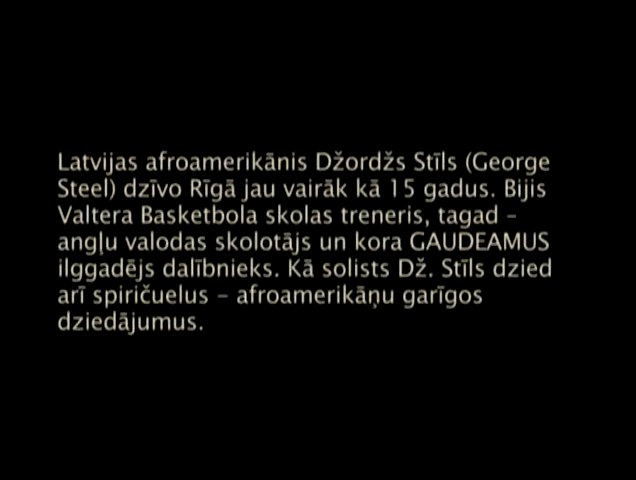 Latvijas afroamerikānis Džordžs Stīls (George
Steel) dzīvo Rīgā jau vairāk kā 15 gadus. Bijis
Valtera Basketbola skolas treneris, tagad –
angļu valodas skolotājs un kora GAUDEAMUS
ilggadējs dalībnieks. Kā solists Dž. Stīls dzied
arī spiričuelus – afroamerikāņu garīgos
dziedājumus.